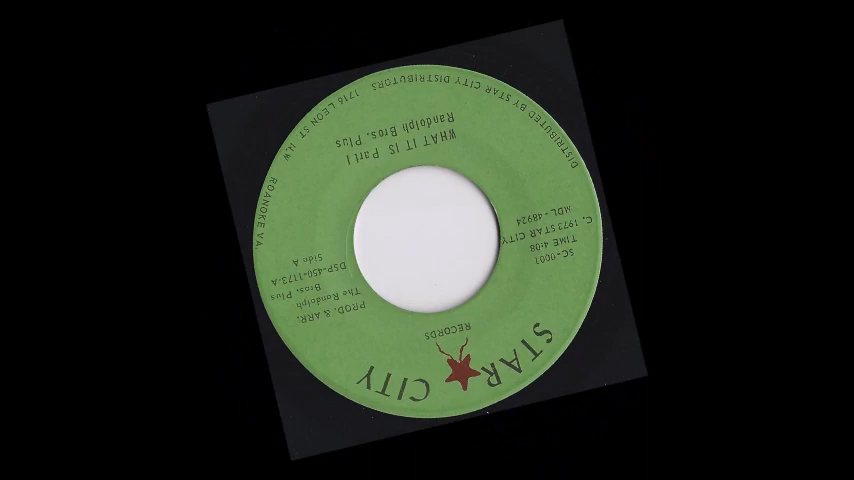 STAR CITY
RECORDS
SC-0001
TIME 4:08
C. 1973 STAR CITY
MDL-48924
PROD. & ARR.
The Randolph
Bros. Plus
DSP-450-1173-A
Side A
WHAT IT IS Part I
Randolph Bros. Plus
DISTRIBUTED BY STAR CITY DISTRIBUTORS 1716 LEON ST N.W. ROANOKE VA.